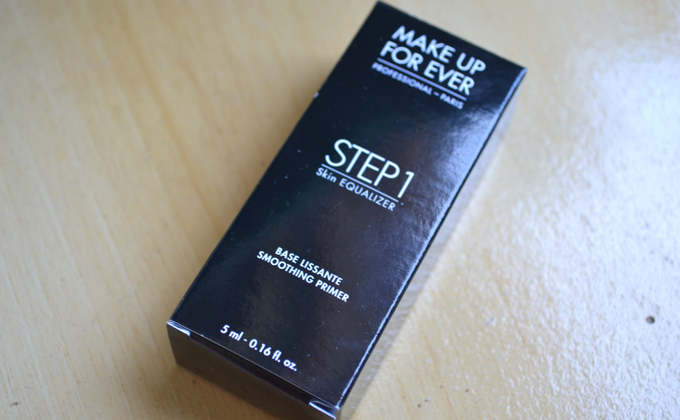 MAKE UP
FOR EVER
PROFESSIONAL - PARIS
STEP 1
Skin EQUALIZER
BASE LISSANTE
SMOOTHING PRIMER
5 ml - 0.16 fl. oz.